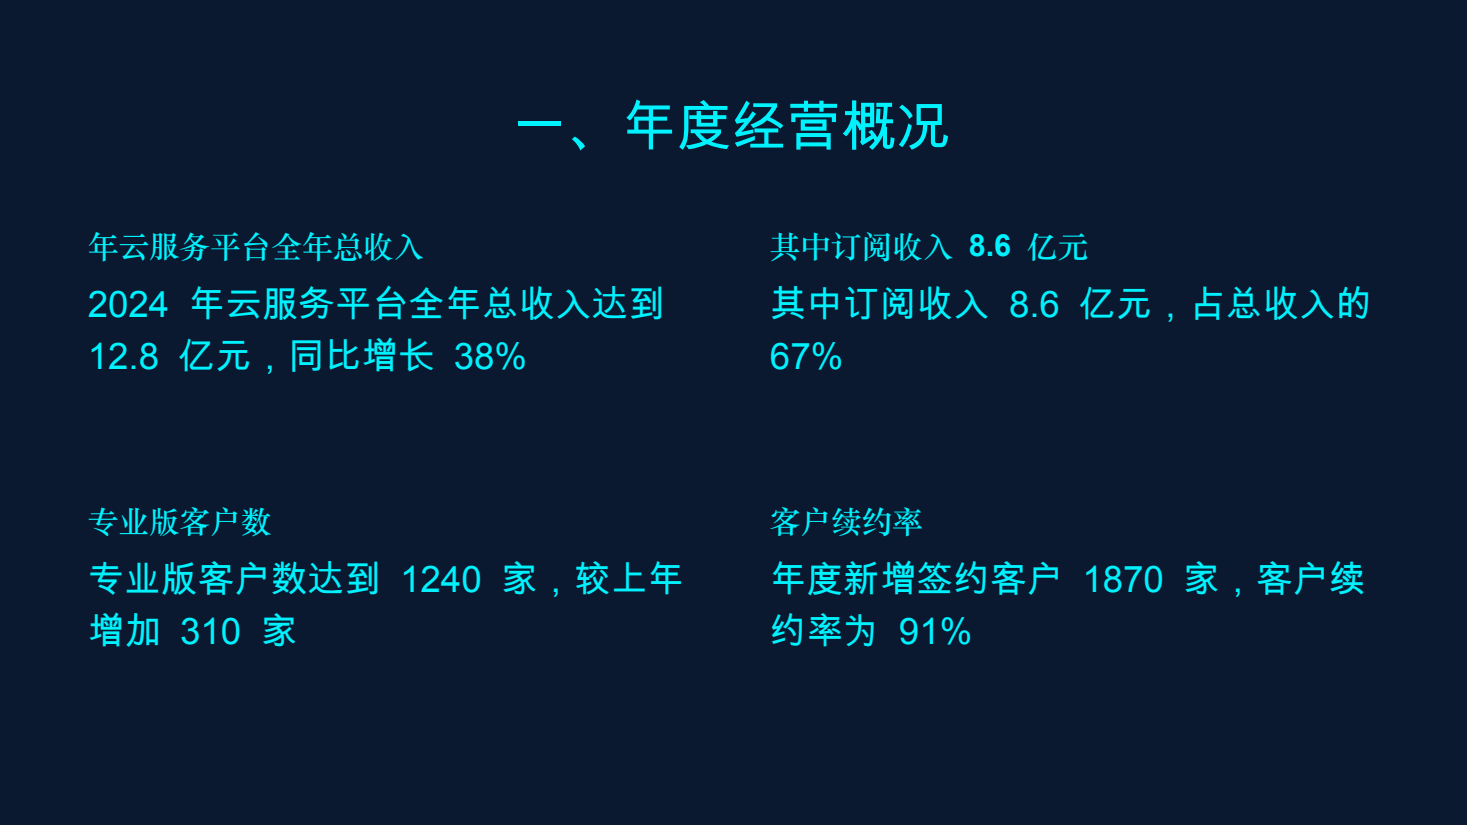 一、年度经营概况
年云服务平台全年总收入
2024 年云服务平台全年总收入达到
12.8 亿元，同比增长 38%
其中订阅收入 8.6 亿元
其中订阅收入 8.6 亿元，占总收入的
67%
专业版客户数
专业版客户数达到 1240 家，较上年
增加 310 家
客户续约率
年度新增签约客户 1870 家，客户续
约率为 91%